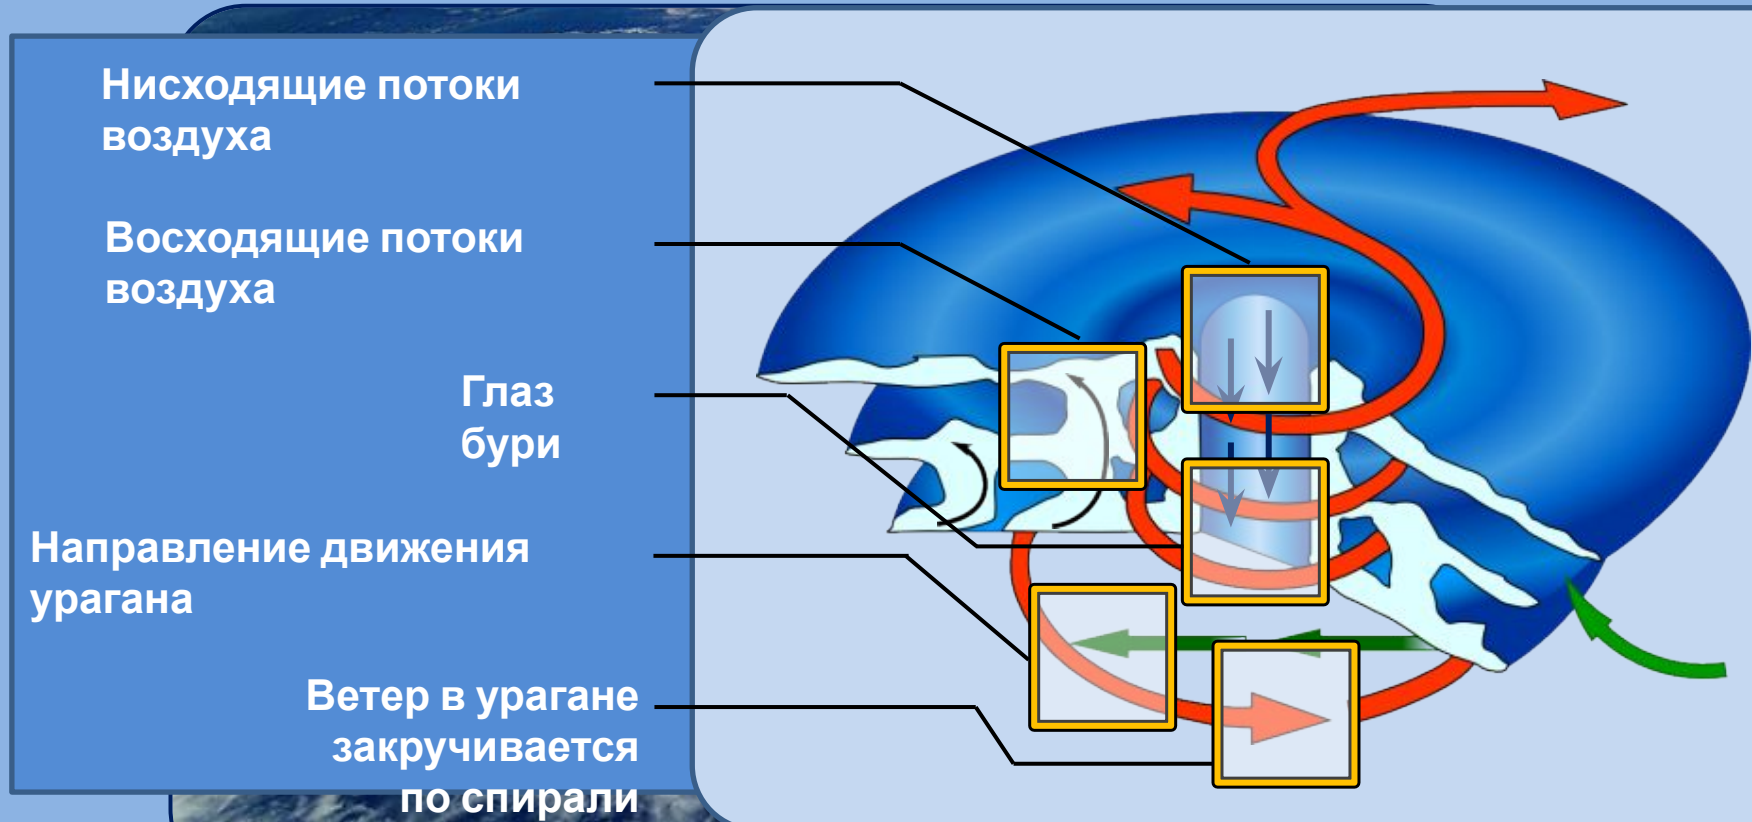 Нисходящие потоки
воздуха
Восходящие потоки
воздуха
Глаз
бури
Направление движения
урагана
Ветер в урагане
закручивается
по спирали